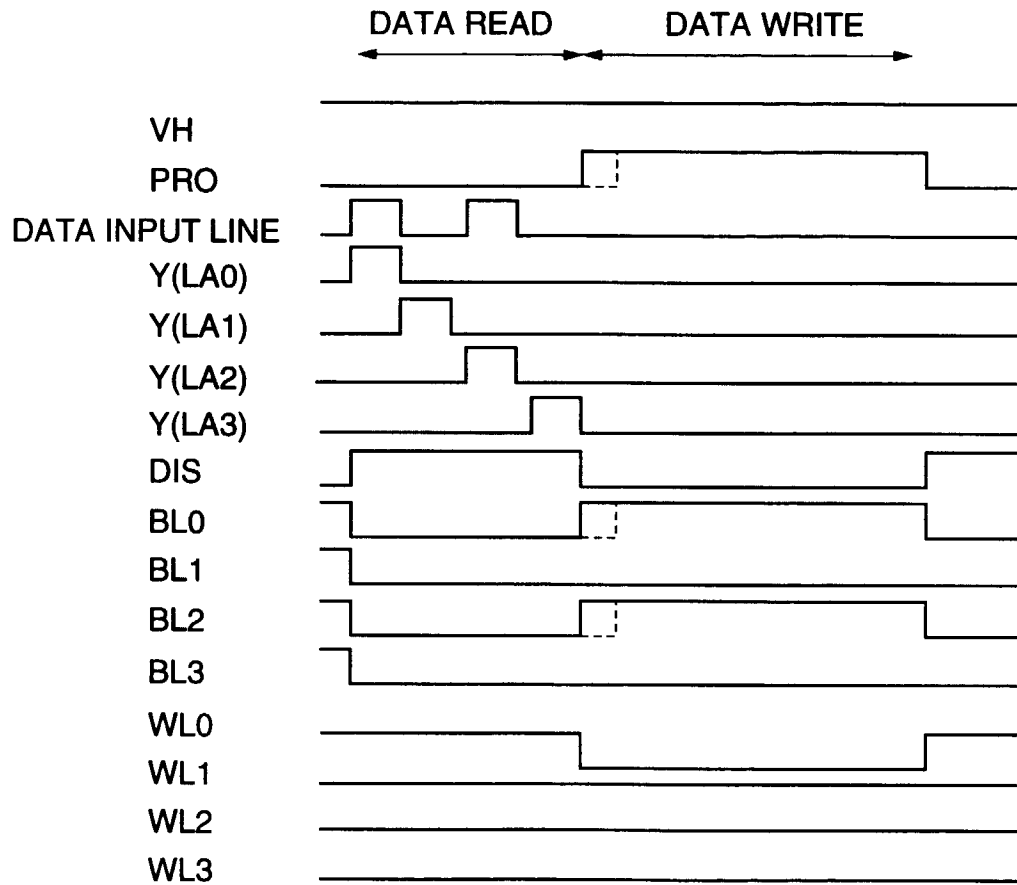 DATA READ DATA WRITE
VH
PRO
DATA INPUT LINE
Y(LA0)
Y(LA1)
Y(LA2)
Y(LA3)
DIS
BL0
BL1
BL2
BL3
WL0
WL1
WL2
WL3